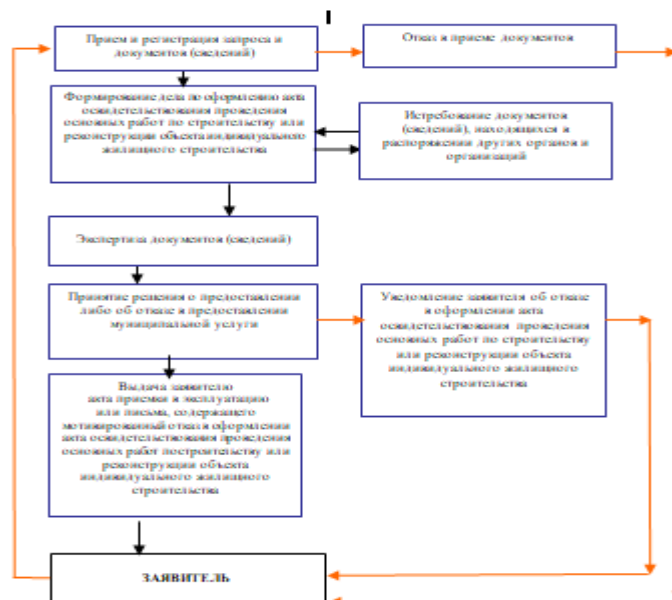 Прием и регистрация запроса и
документов (сведений)
Отказ в приеме документов
Формирование дела по оформлению акта
освидетельствования проведения
основных работ по строительству или
реконструкции объекта индивидуального
жилищного строительства
Истребование документов
(сведений), находящихся в
распоряжении других органов и
организаций
Экспертиза документов (сведений)
Принятие решения о предоставлении
либо об отказе в предоставлении
муниципальной услуги
Уведомление заявителя об отказе
в оформлении акта
освидетельствования проведения
основных работ по строительству
или реконструкции объекта
индивидуального жилищного
строительства
Выдача заявителю
акта приемки в эксплуатацию
или письма, содержащего
мотивированный отказ в оформлении
акта освидетельствования проведения
основных работ построительству или
реконструкции объекта
индивидуального жилищного
строительства
ЗАЯВИТЕЛЬ